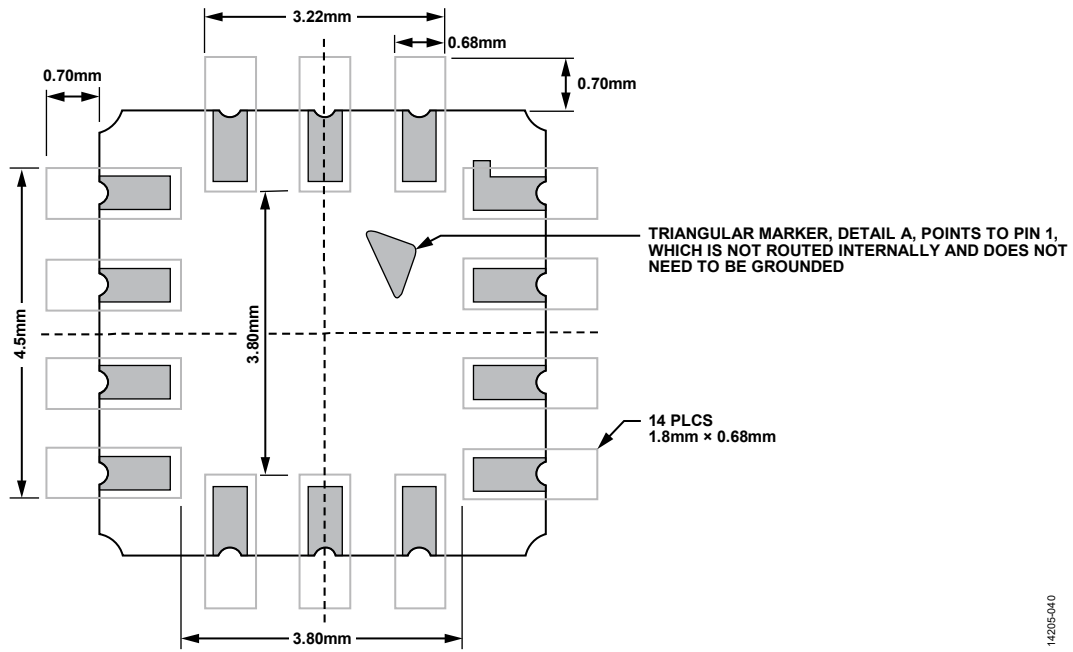 3.22mm
0.68mm
0.70mm
0.70mm
TRIANGULAR MARKER, DETAIL A, POINTS TO PIN 1,
WHICH IS NOT ROUTED INTERNALLY AND DOES NOT
NEED TO BE GROUNDED
4.5mm
3.80mm
14 PLCS
1.8mm × 0.68mm
3.80mm
14205-040